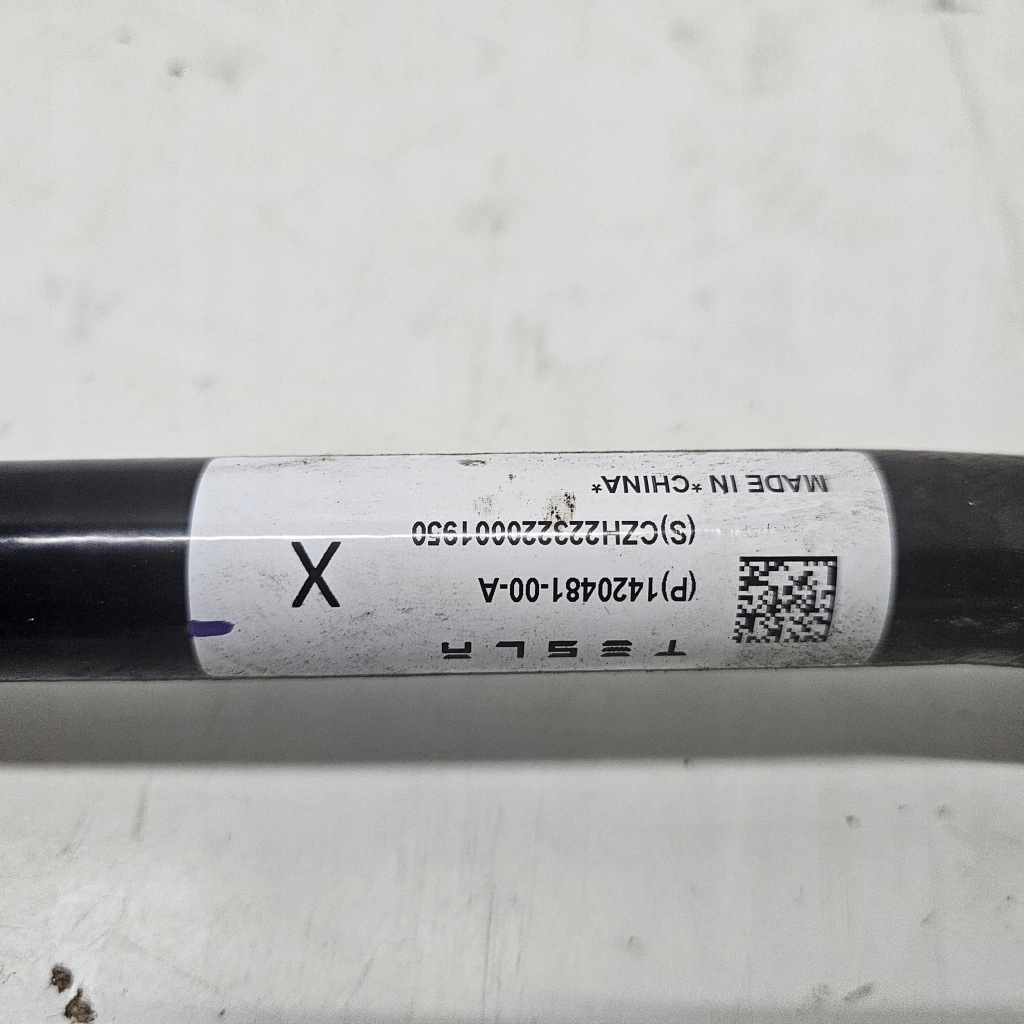 TESLA
(P)1420481-00-A
(S)CZH223220001950
MADE IN *CHINA*
X